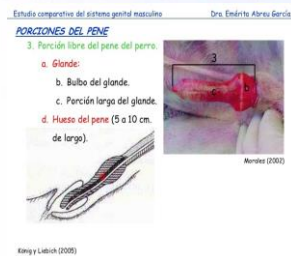 Estudio comparativo del sistema genital masculino
Dra. Emérita Abreu García
PORCIONES DEL PENE
3. Porción libre del pene del perro.
a. Glande:
b. Bulbo del glande.
c. Porción larga del glande.
d. Hueso del pene (5 a 10 cm.
de largo).
3
c
b
Morales (2002)
König y Liebich (2005)